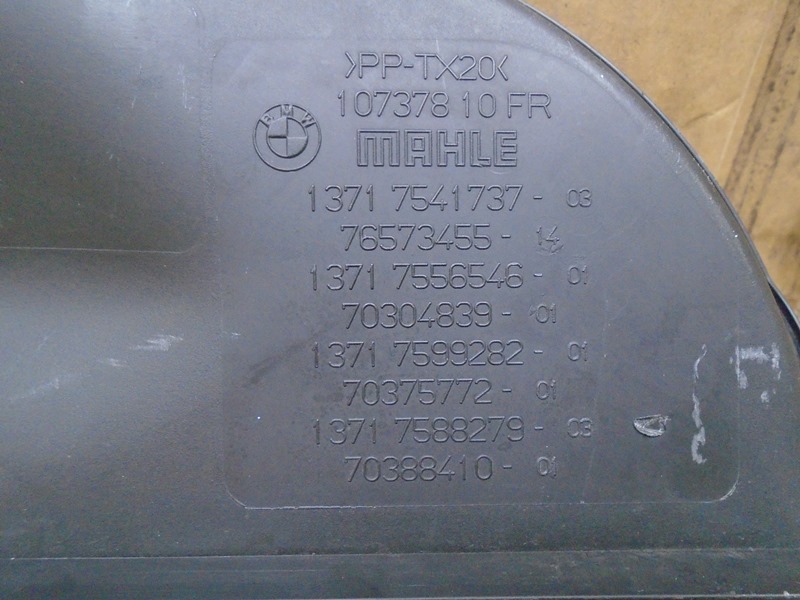 >PP-TX20<
107378 10 FR
BMW
MAHLE
1371 7541737- 03
76573455- 14
1371 7556546- 01
70304839- 01
1371 7599282- 01
70375772- 01
1371 7588279- 03
70388410- 01